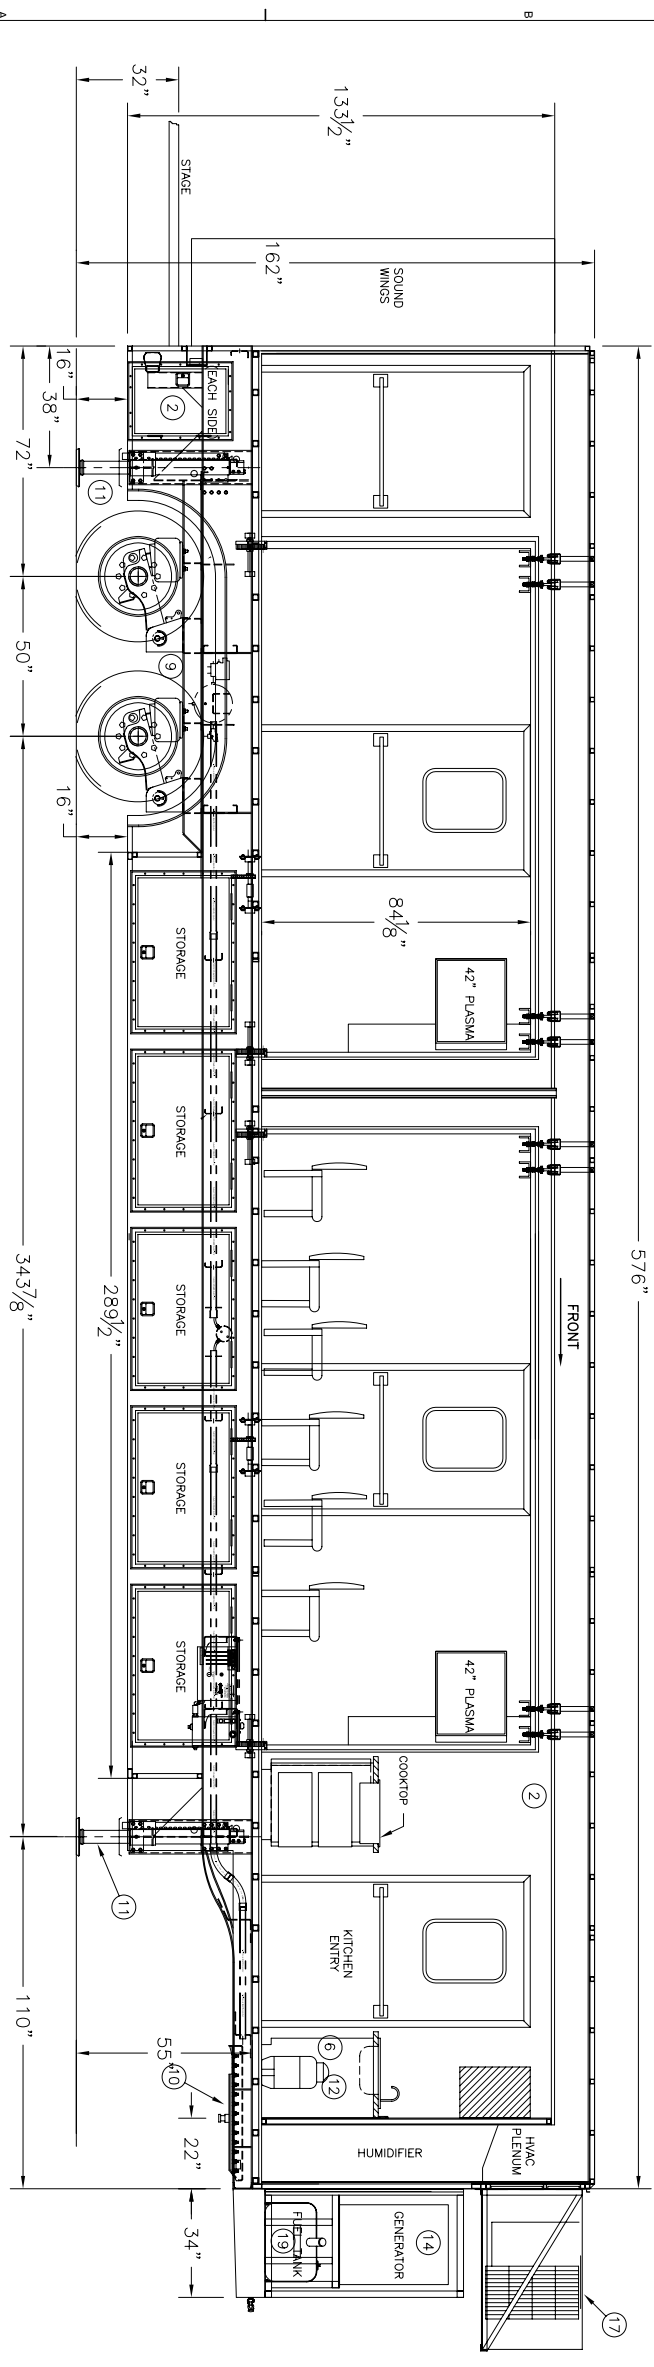 A
B
32"
133½"
STAGE
162"
SOUND
WINGS
576"
16"
38"
72"
EACH SIDE
2
11
50"
9
16"
84⅛"
42" PLASMA
STORAGE
STORAGE
STORAGE
STORAGE
STORAGE
289½"
343⅞"
FRONT
42" PLASMA
COOKTOP
2
11
110"
KITCHEN
ENTRY
55"
10
22"
6
12
HUMIDIFIER
HVAC
PLENUM
34"
FUEL TANK
19
GENERATOR
14
17